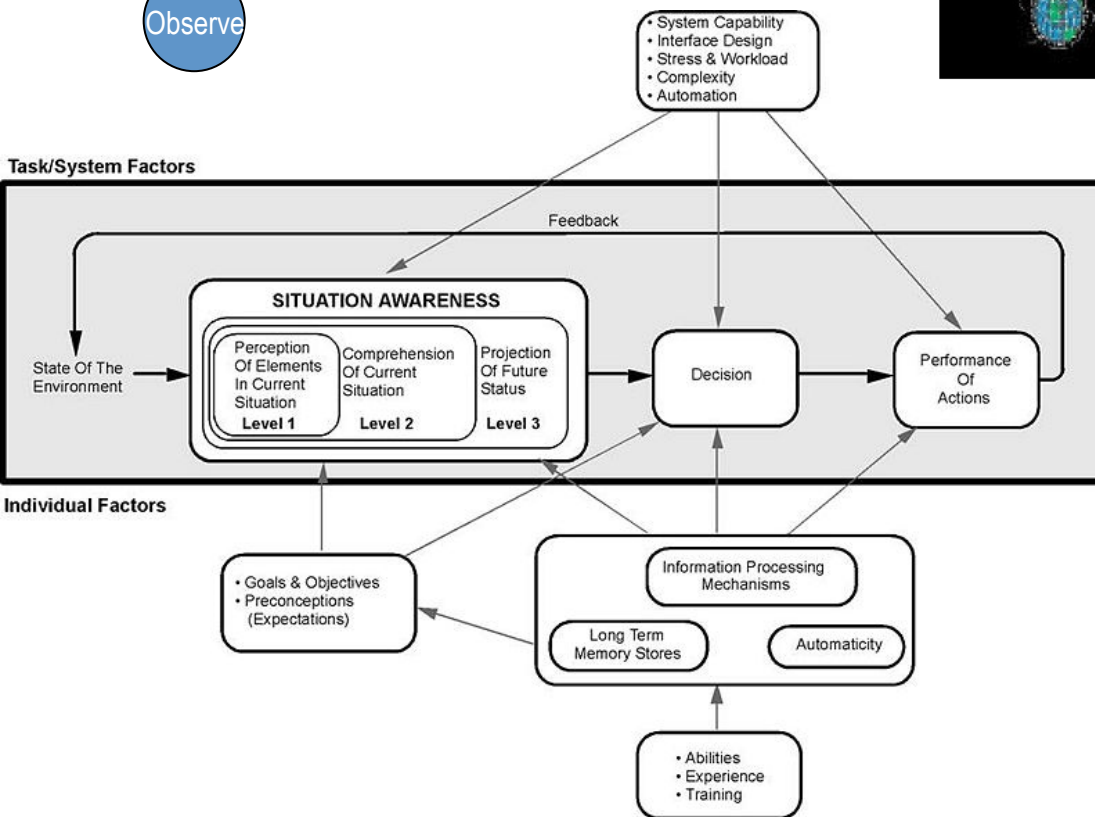 Observe
• System Capability
• Interface Design
• Stress & Workload
• Complexity
• Automation
Task/System Factors
Feedback
SITUATION AWARENESS
State Of The
Environment
Perception
Of Elements
In Current
Situation
Level 1
Comprehension
Of Current
Situation
Level 2
Projection
Of Future
Status
Level 3
Decision
Performance
Of
Actions
Individual Factors
• Goals & Objectives
• Preconceptions
(Expectations)
Information Processing
Mechanisms
Long Term
Memory Stores
Automaticity
• Abilities
• Experience
• Training